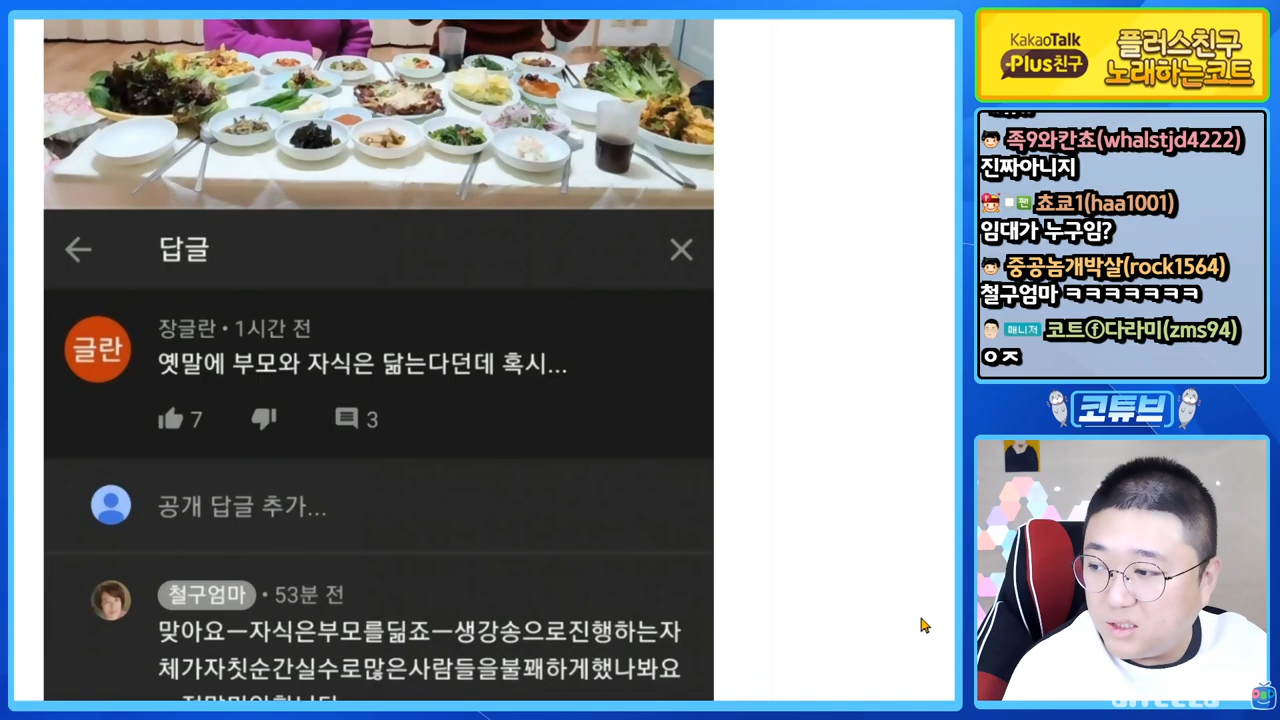 답글
글란
장글란 • 1시간 전
옛말에 부모와 자식은 닮는다던데 혹시...
7
3
공개 답글 추가...
철구엄마 • 53분 전
맞아요ㅡ자식은부모를딞죠ㅡ생강송으로진행하는자
체가자칫순간실수로많은사람들을불쾌하게했나봐요
KakaoTalk
Plus친구
플러스친구
노래하는코트
족9와칸쵸(whalstjd4222)
진짜아니지
팬 쵸쿄1(haa1001)
임대가 누구임?
중공놈개박살(rock1564)
철구엄마 ㅋㅋㅋㅋㅋㅋㅋ
매니저 코트ⓕ다라미(zms94)
ㅇㅈ
코튜브